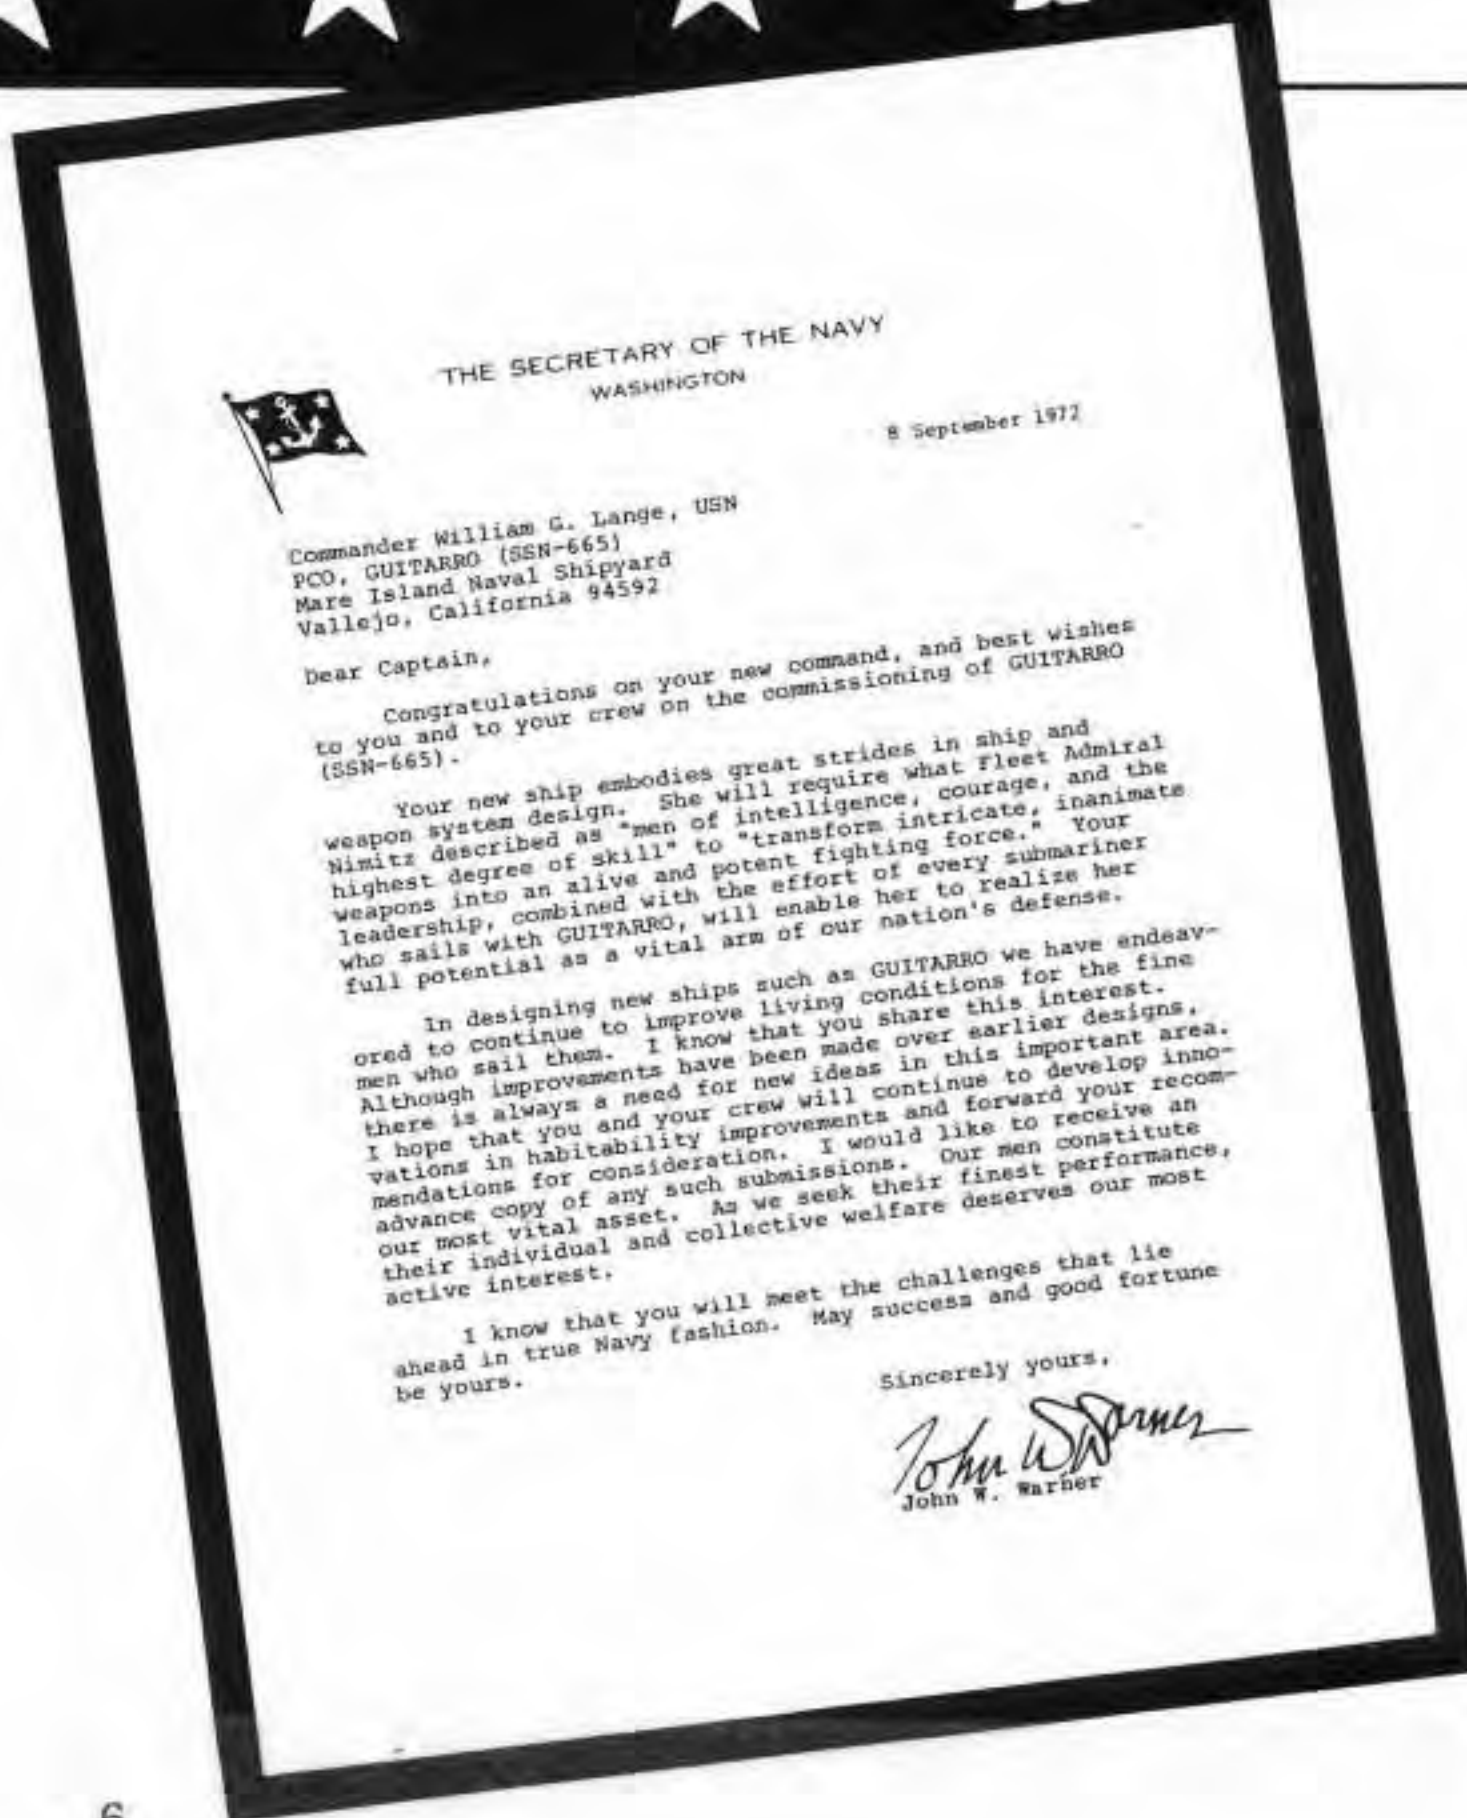 THE SECRETARY OF THE NAVY
WASHINGTON
8 September 1972
Commander William G. Lange, USN
PCO, GUITARRO (SSN-665)
Mare Island Naval Shipyard
Vallejo, California 94592
Dear Captain,
Congratulations on your new command, and best wishes
to you and to your crew on the commissioning of GUITARRO
(SSN-665).
Your new ship embodies great strides in ship and
weapon system design. She will require what Fleet Admiral
Nimitz described as "men of intelligence, courage, and the
highest degree of skill" to "transform intricate, inanimate
weapons into an alive and potent fighting force." Your
leadership, combined with the effort of every submariner
who sails with GUITARRO, will enable her to realize her
full potential as a vital arm of our nation's defense.
In designing new ships such as GUITARRO we have endeav-
ored to continue to improve living conditions for the fine
men who sail them. I know that you share this interest.
Although improvements have been made over earlier designs,
there is always a need for new ideas in this important area.
I hope that you and your crew will continue to develop inno-
vations in habitability improvements and forward your recom-
mendations for consideration. I would like to receive an
advance copy of any such submissions. Our men constitute
our most vital asset. As we seek their finest performance,
their individual and collective welfare deserves our most
active interest.
I know that you will meet the challenges that lie
ahead in true Navy fashion. May success and good fortune
be yours.
Sincerely yours,
John W Warner
John W. Warner
6